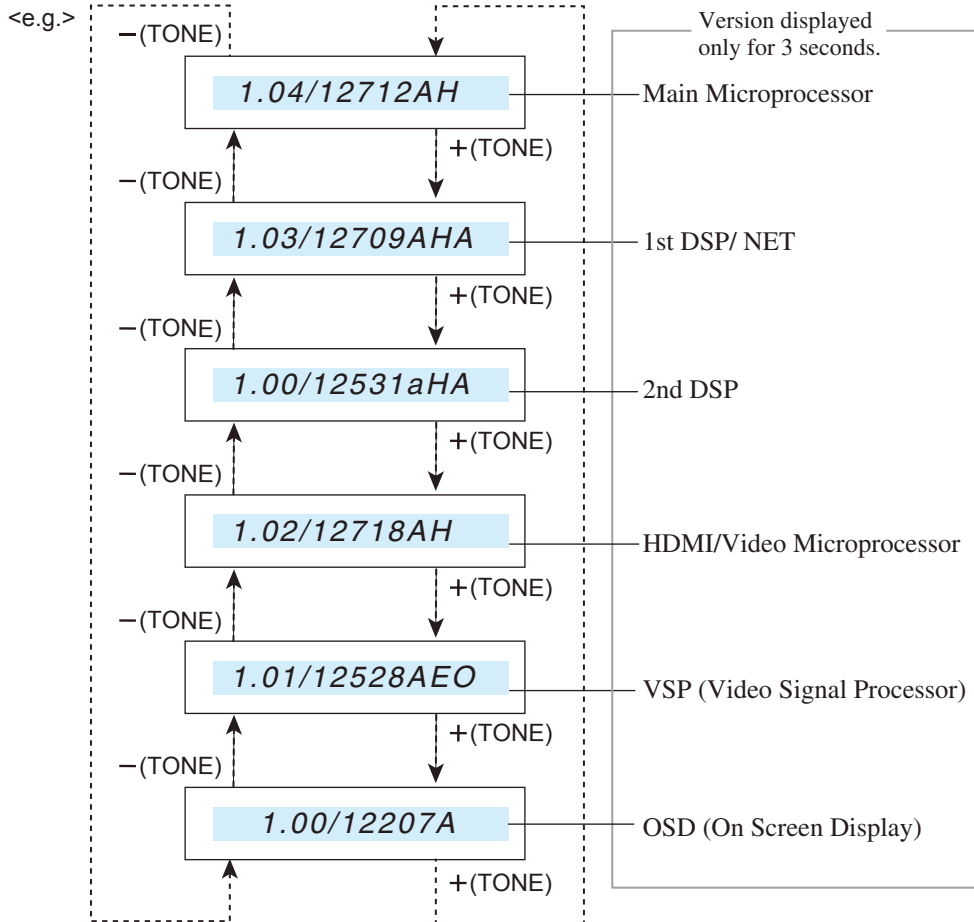 <e.g.>
Version displayed
only for 3 seconds.
−(TONE)
1.04/12712AH
Main Microprocessor
+(TONE)
−(TONE)
1.03/12709AHA
1st DSP/ NET
+(TONE)
−(TONE)
1.00/12531aHA
2nd DSP
+(TONE)
−(TONE)
1.02/12718AH
HDMI/Video Microprocessor
+(TONE)
−(TONE)
1.01/12528AEO
VSP (Video Signal Processor)
+(TONE)
−(TONE)
1.00/12207A
OSD (On Screen Display)
+(TONE)